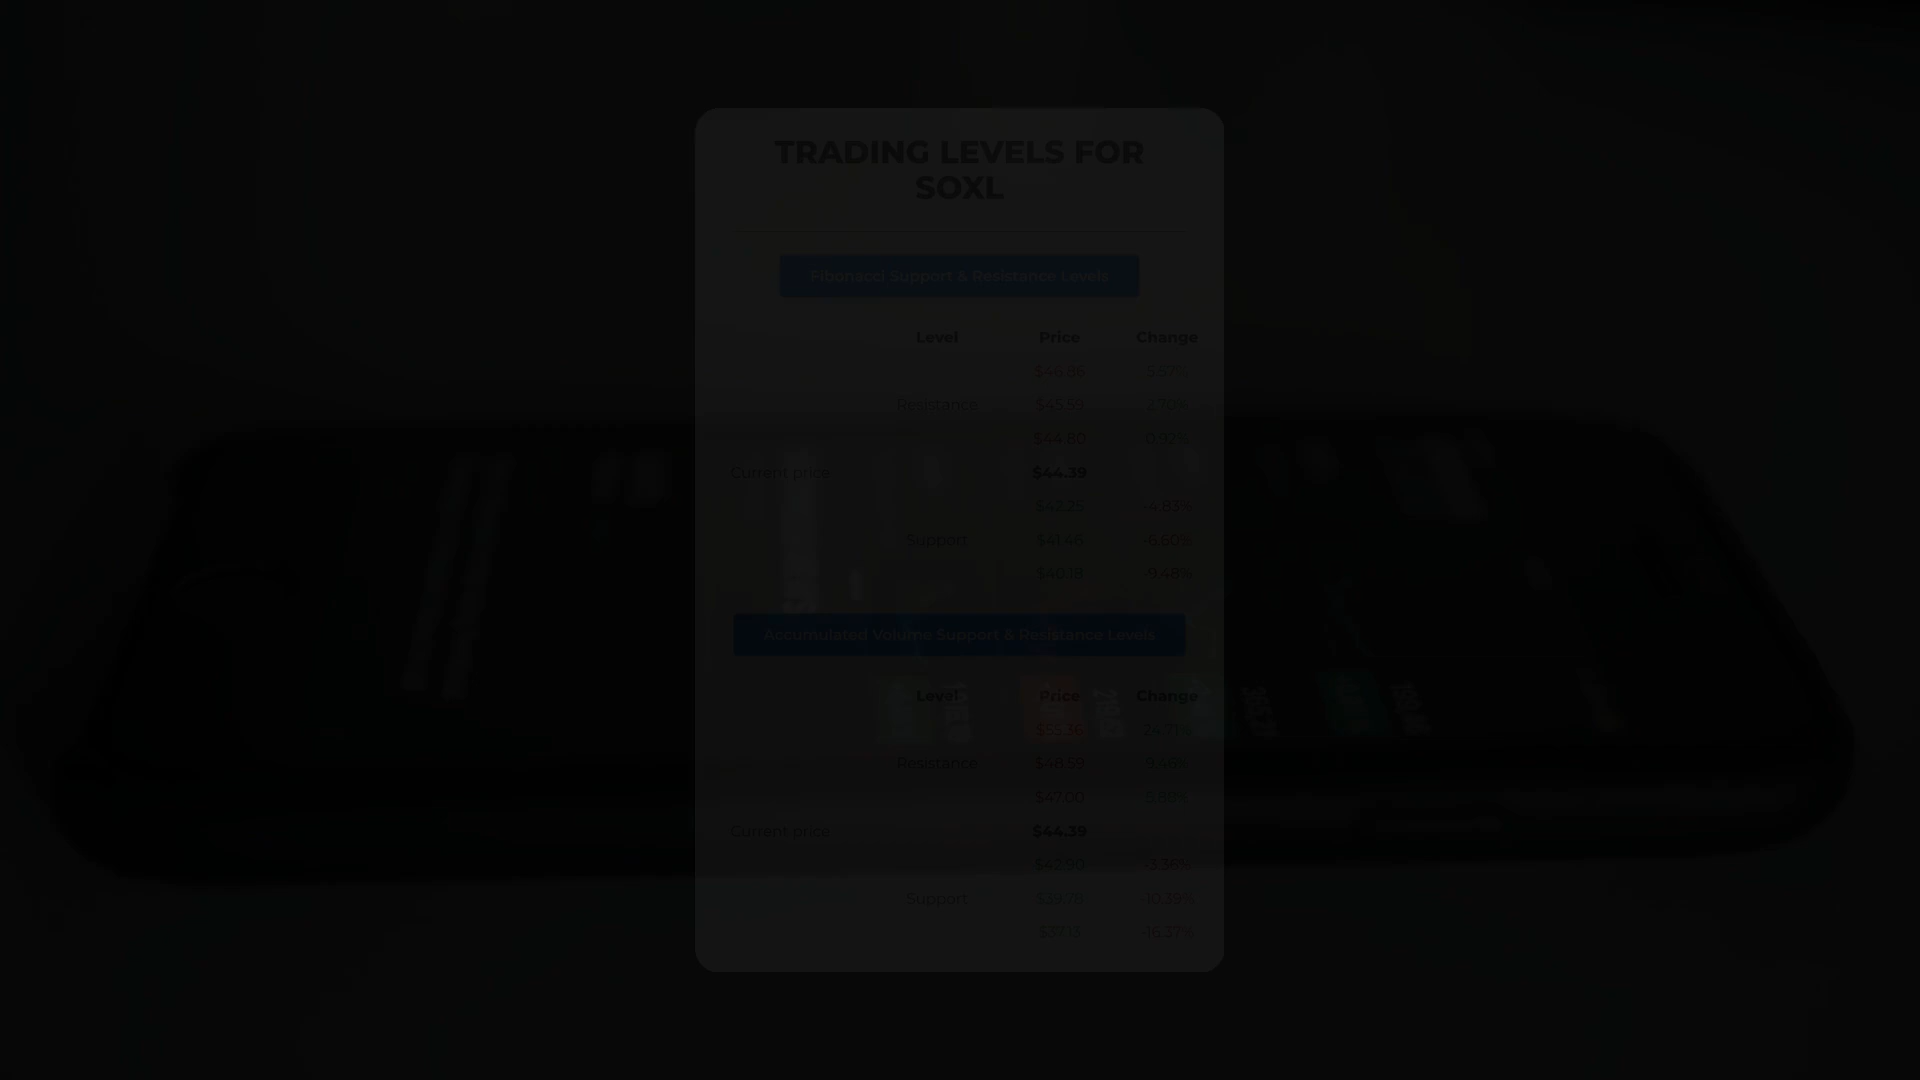 TRADING LEVELS FOR
SOXL
Fibonacci Support & Resistance Levels
Level Price Change
$46.86 5.57%
Resistance $45.59 2.70%
$44.80 0.92%
Current price $44.39
$42.25 -4.83%
Support $41.46 -6.60%
$40.18 -9.48%
Accumulated Volume Support & Resistance Levels
Level Price Change
$55.36 24.71%
Resistance $48.59 9.46%
$47.00 5.88%
Current price $44.39
$42.90 -3.36%
Support $39.78 -10.39%
$37.13 -16.37%